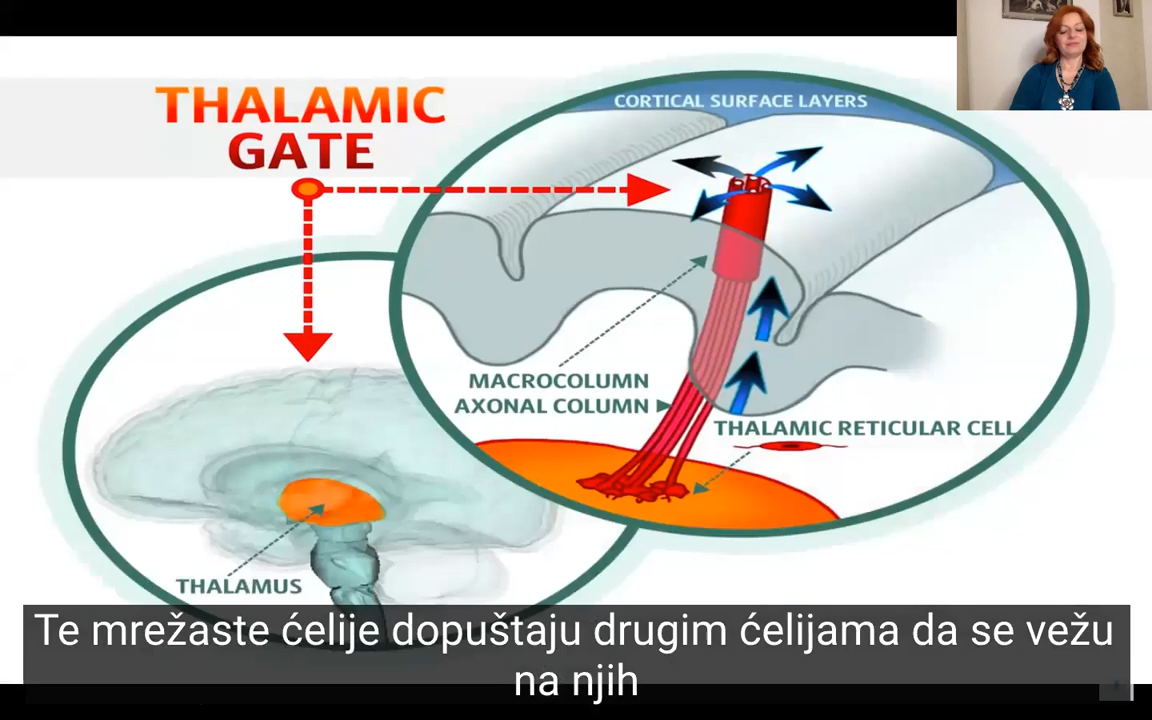 THALAMIC
GATE
CORTICAL SURFACE LAYERS
MACROCOLUMN
AXONAL COLUMN
THALAMIC RETICULAR CELL
THALAMUS
Te mrežaste ćelije dopuštaju drugim ćelijama da se vežu
na njih